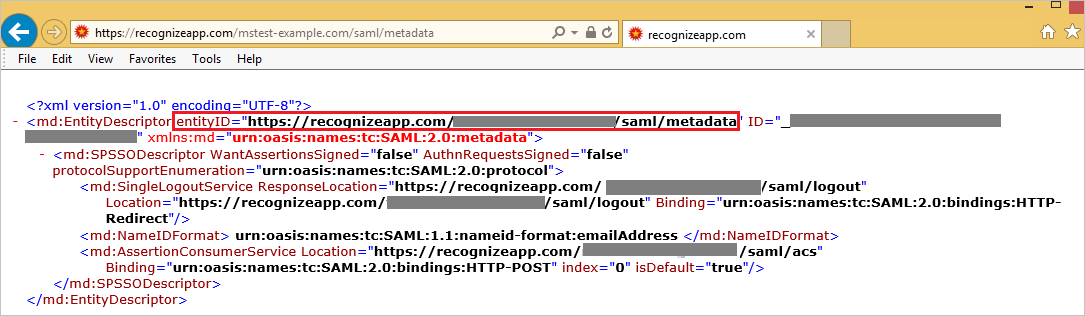 https://recognizeapp.com/mstest-example.com/saml/metadata
recognizeapp.com
File Edit View Favorites Tools Help
<?xml version="1.0" encoding="UTF-8"?>
- <md:EntityDescriptor entityID="https://recognizeapp.com/ /saml/metadata" ID="_
" xmlns:md="urn:oasis:names:tc:SAML:2.0:metadata">
- <md:SPSSODescriptor WantAssertionsSigned="false" AuthnRequestsSigned="false"
protocolSupportEnumeration="urn:oasis:names:tc:SAML:2.0:protocol">
<md:SingleLogoutService ResponseLocation="https://recognizeapp.com/ /saml/logout"
Location="https://recognizeapp.com/ /saml/logout" Binding="urn:oasis:names:tc:SAML:2.0:bindings:HTTP-
Redirect"/>
<md:NameIDFormat> urn:oasis:names:tc:SAML:1.1:nameid-format:emailAddress </md:NameIDFormat>
<md:AssertionConsumerService Location="https://recognizeapp.com/ /saml/acs"
Binding="urn:oasis:names:tc:SAML:2.0:bindings:HTTP-POST" index="0" isDefault="true"/>
</md:SPSSODescriptor>
</md:EntityDescriptor>